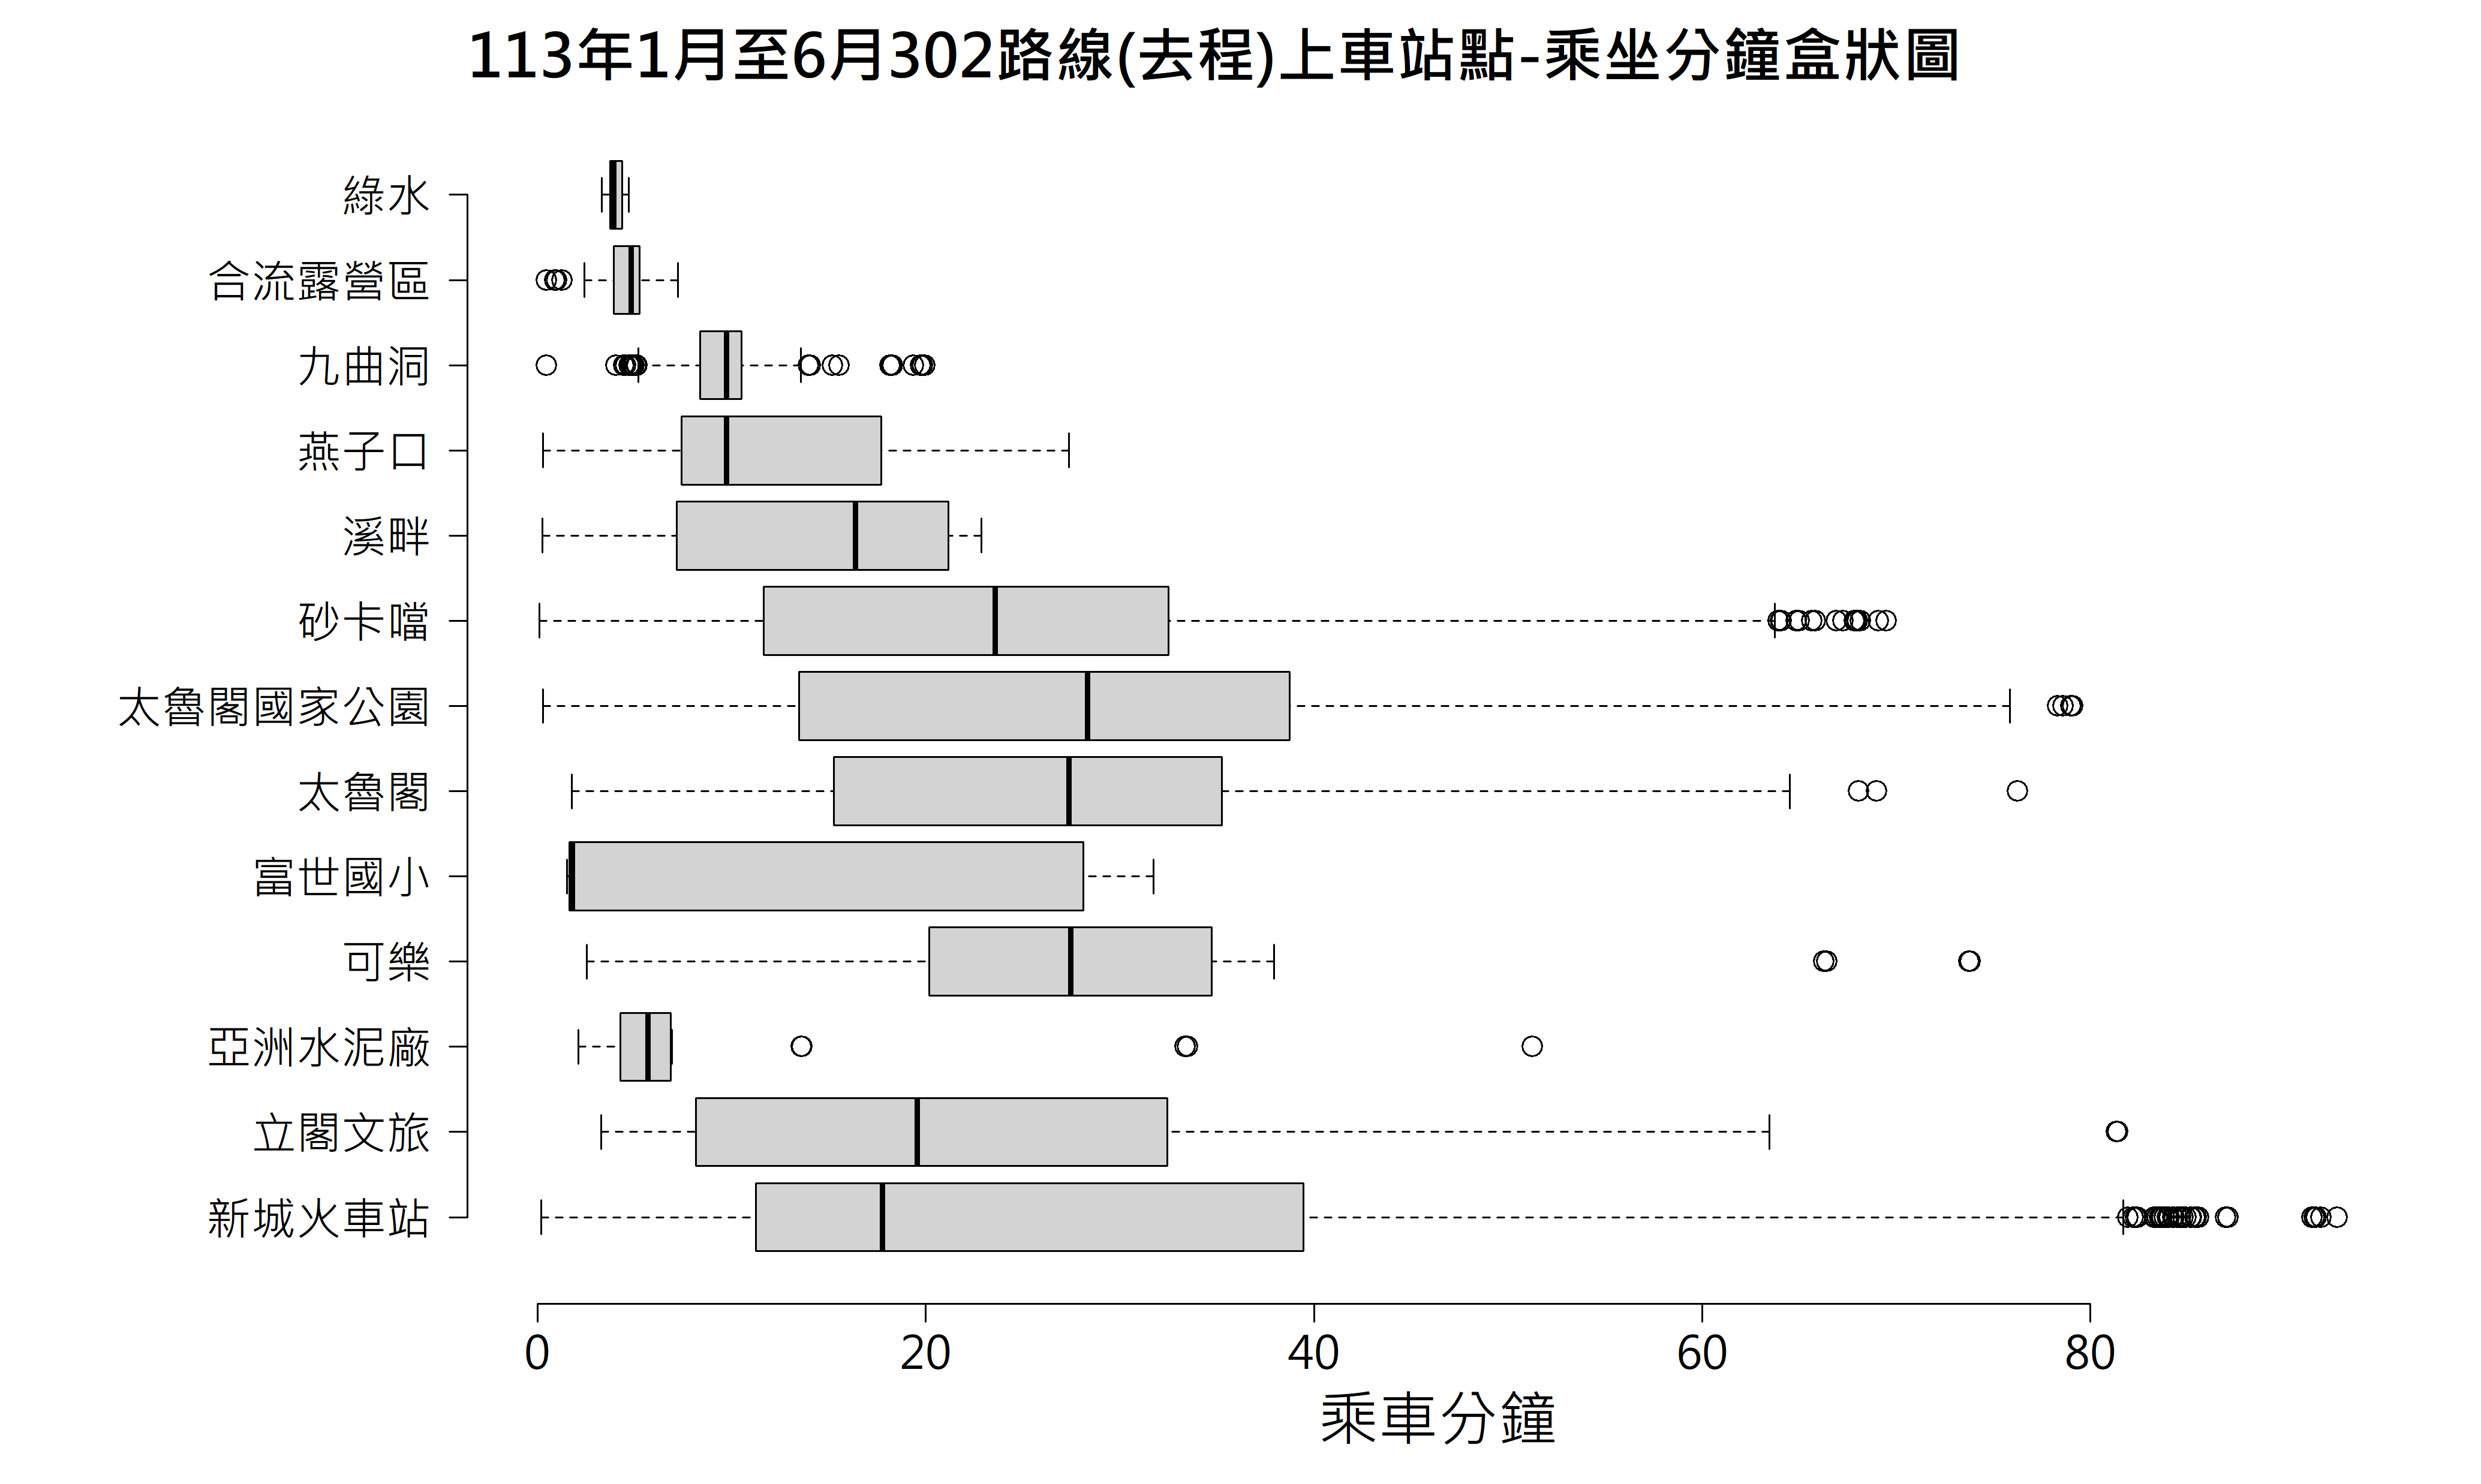 113年1月至6月302路線(去程)上車站點-乘坐分鐘盒狀圖
綠水
合流露營區
九曲洞
燕子口
溪畔
砂卡噹
太魯閣國家公園
太魯閣
富世國小
可樂
亞洲水泥廠
立閣文旅
新城火車站
0 20 40 60 80
乘車分鐘